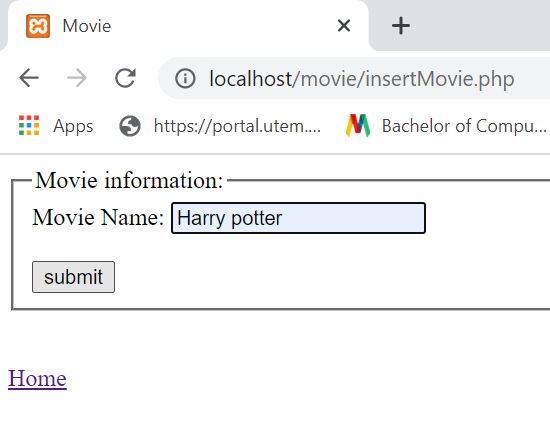 Movie
localhost/movie/insertMovie.php
Apps https://portal.utem.... Bachelor of Compu...
Movie information:
Movie Name: Harry potter
submit
Home